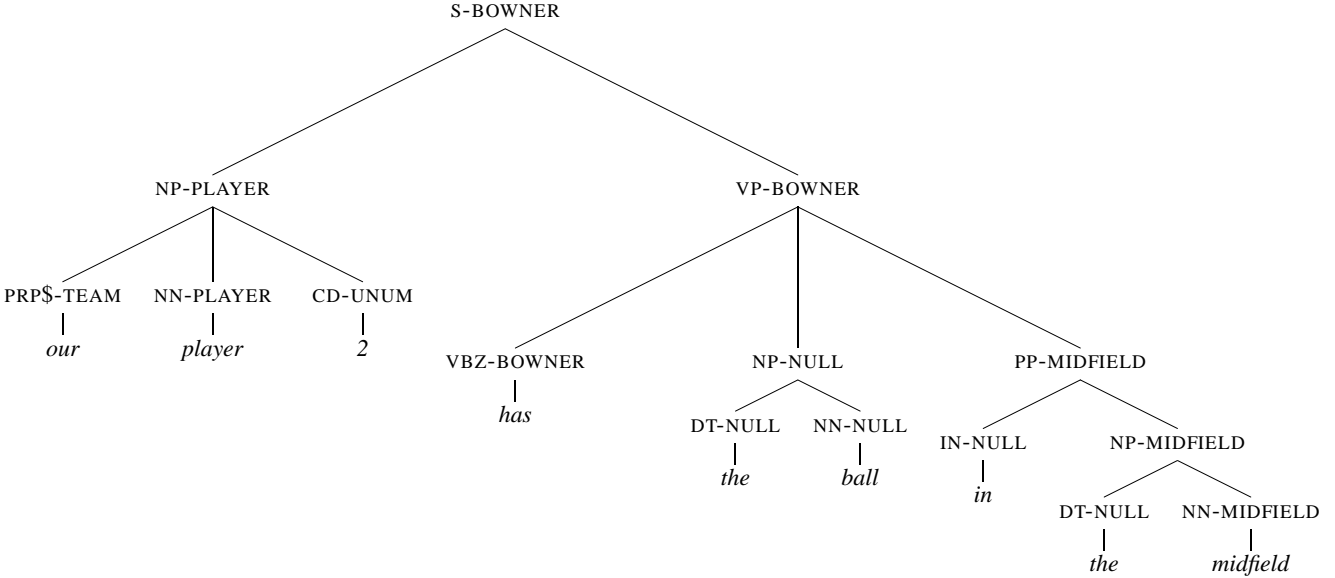 S-BOWNER
NP-PLAYER VP-BOWNER
PRP$-TEAM NN-PLAYER CD-UNUM
our player 2
VBZ-BOWNER NP-NULL PP-MIDFIELD
has
DT-NULL NN-NULL IN-NULL NP-MIDFIELD
the ball in
DT-NULL NN-MIDFIELD
the midfield